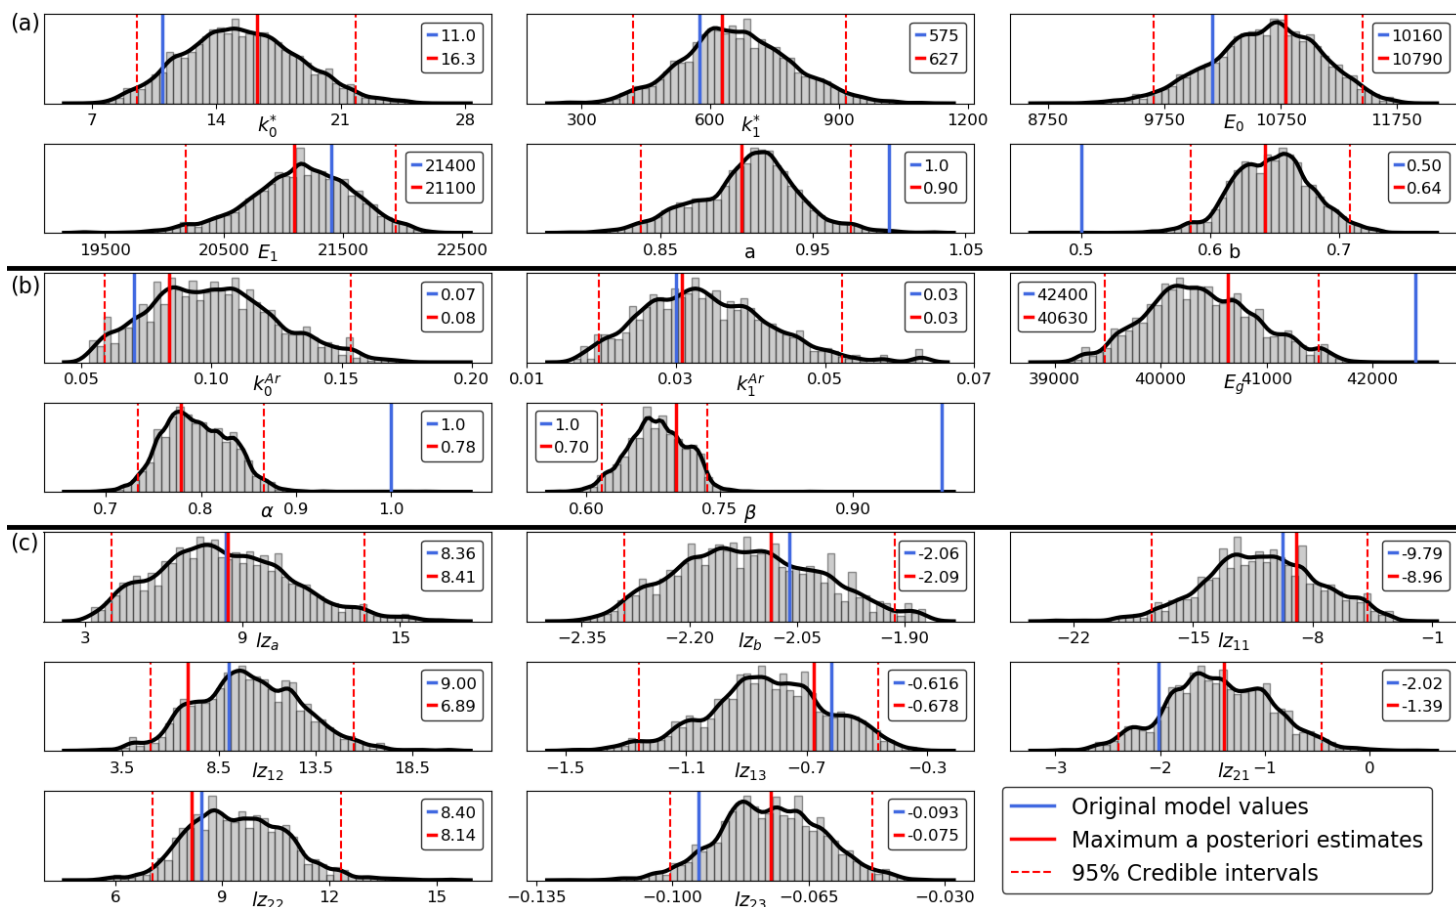 (a)
11.0
16.3
7 14 21 28
k*0
575
627
300 600 900 1200
k*1
10160
10790
8750 9750 10750 11750
E0
21400
21100
19500 20500 21500 22500
E1
1.0
0.90
0.85 0.95 1.05
a
0.50
0.64
0.5 0.6 0.7
b
(b)
0.07
0.08
0.05 0.10 0.15 0.20
k0Ar
0.03
0.03
0.01 0.03 0.05 0.07
k1Ar
42400
40630
39000 40000 41000 42000
Eg
1.0
0.78
0.7 0.8 0.9 1.0
α
1.0
0.70
0.60 0.75 0.90
β
(c)
8.36
8.41
3 9 15
Iza
-2.06
-2.09
−2.35 −2.20 −2.05 −1.90
Izb
-9.79
-8.96
−22 −15 −8 −1
Iz11
9.00
6.89
3.5 8.5 13.5 18.5
Iz12
-0.616
-0.678
−1.5 −1.1 −0.7 −0.3
Iz13
-2.02
-1.39
−3 −2 −1 0
Iz21
8.40
8.14
6 9 12 15
Iz22
-0.093
-0.075
−0.135 −0.100 −0.065 −0.030
Iz23
Original model values
Maximum a posteriori estimates
95% Credible intervals